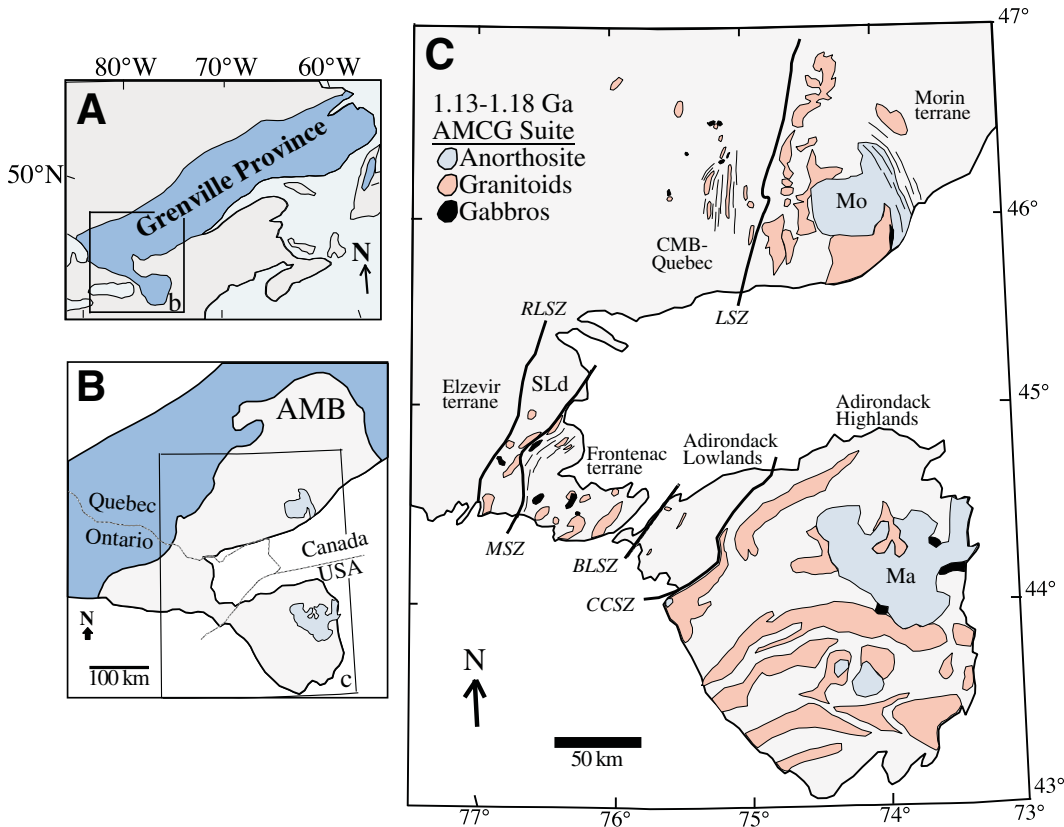 80°W 70°W 60°W
A
50°N
Grenville Province
N
b
B
AMB
Quebec
Ontario
Canada
USA
N
100 km
c
C
47°
1.13-1.18 Ga
AMCG Suite
Anorthosite
Granitoids
Gabbros
Morin
terrane
Mo
46°
CMB-
Quebec
LSZ
RLSZ
Elzevir
terrane
SLd
45°
Adirondack
Highlands
Frontenac
terrane
Adirondack
Lowlands
MSZ
BLSZ
CCSZ
Ma
44°
N
50 km
43°
77° 76° 75° 74° 73°